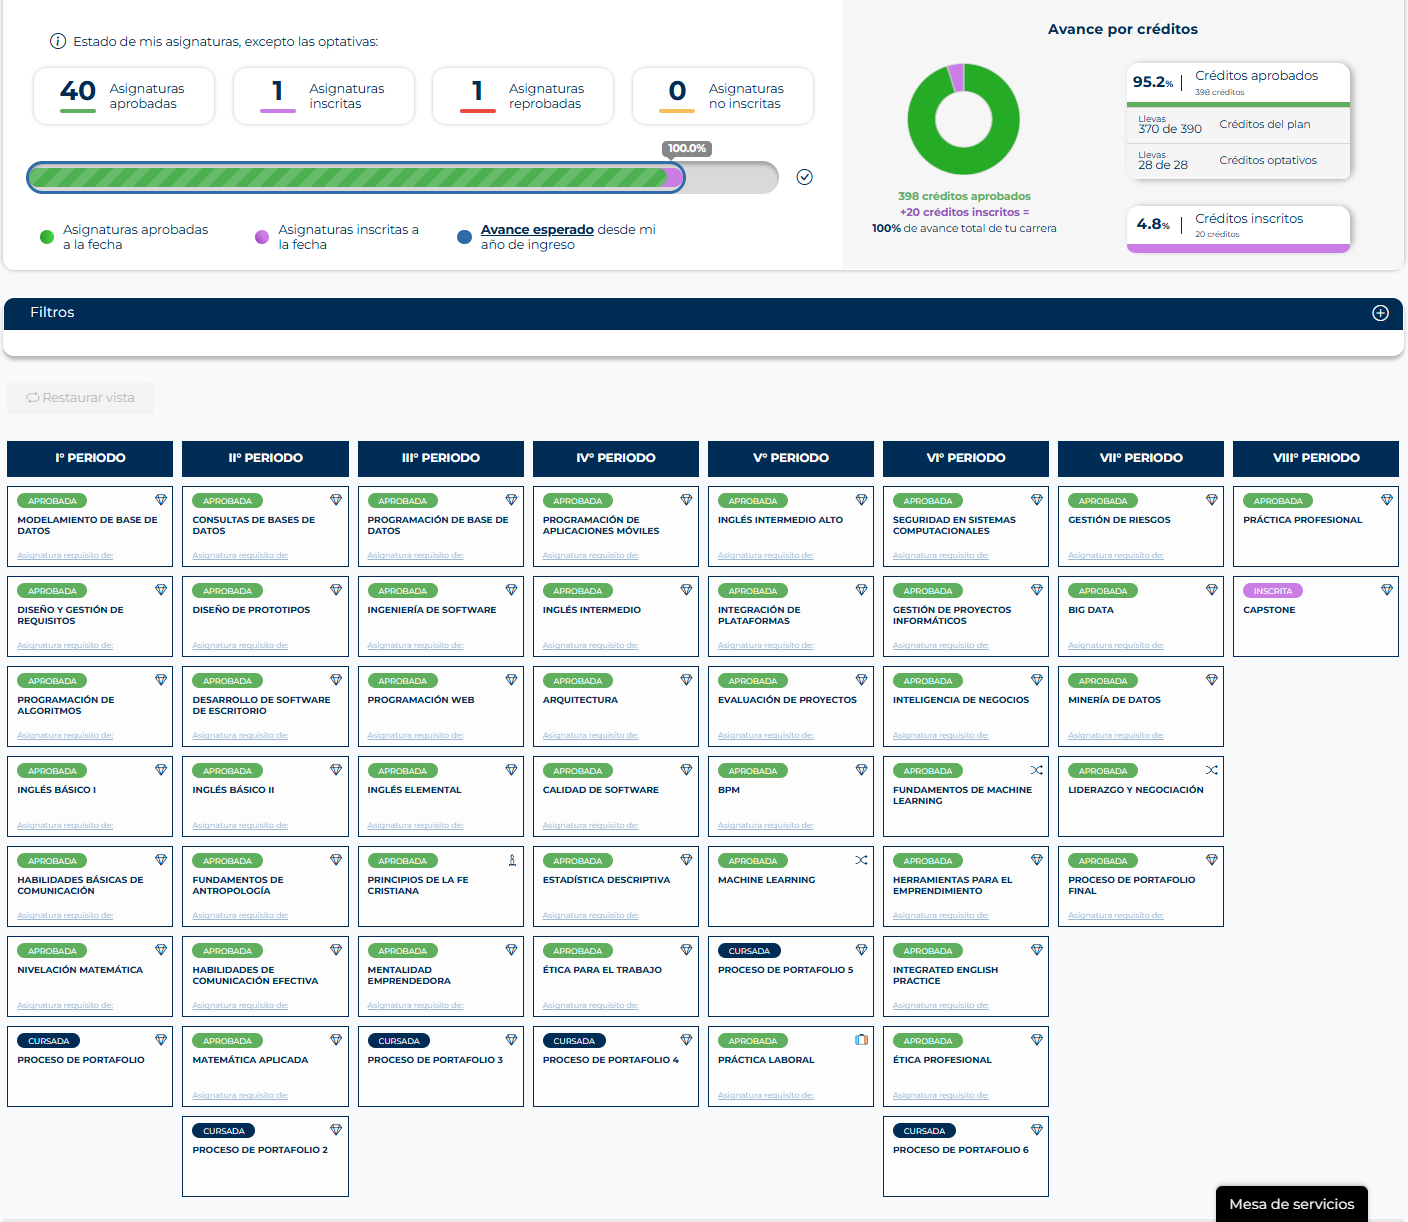 Estado de mis asignaturas, excepto las optativas:
40 Asignaturas aprobadas
1 Asignaturas inscritas
1 Asignaturas reprobadas
0 Asignaturas no inscritas
100.0%
Asignaturas aprobadas a la fecha
Asignaturas inscritas a la fecha
Avance esperado desde mi año de ingreso
Avance por créditos
398 créditos aprobados
+20 créditos inscritos =
100% de avance total de tu carrera
95.2% Créditos aprobados
398 créditos
Llevas
370 de 390 Créditos del plan
Llevas
28 de 28 Créditos optativos
4.8% Créditos inscritos
20 créditos
Filtros
Restaurar vista
I° PERIODO
APROBADA
MODELAMIENTO DE BASE DE
DATOS
Asignatura requisito de:
APROBADA
DISEÑO Y GESTIÓN DE
REQUISITOS
Asignatura requisito de:
APROBADA
PROGRAMACIÓN DE
ALGORITMOS
Asignatura requisito de:
APROBADA
INGLÉS BÁSICO I
Asignatura requisito de:
APROBADA
HABILIDADES BÁSICAS DE
COMUNICACIÓN
Asignatura requisito de:
APROBADA
NIVELACIÓN MATEMÁTICA
Asignatura requisito de:
CURSADA
PROCESO DE PORTAFOLIO
II° PERIODO
APROBADA
CONSULTAS DE BASES DE
DATOS
Asignatura requisito de:
APROBADA
DISEÑO DE PROTOTIPOS
Asignatura requisito de:
APROBADA
DESARROLLO DE SOFTWARE
DE ESCRITORIO
Asignatura requisito de:
APROBADA
INGLÉS BÁSICO II
Asignatura requisito de:
APROBADA
FUNDAMENTOS DE
ANTROPOLOGÍA
Asignatura requisito de:
APROBADA
HABILIDADES DE
COMUNICACIÓN EFECTIVA
Asignatura requisito de:
APROBADA
MATEMÁTICA APLICADA
Asignatura requisito de:
CURSADA
PROCESO DE PORTAFOLIO 2
III° PERIODO
APROBADA
PROGRAMACIÓN DE BASE DE
DATOS
Asignatura requisito de:
APROBADA
INGENIERÍA DE SOFTWARE
Asignatura requisito de:
APROBADA
PROGRAMACIÓN WEB
Asignatura requisito de:
APROBADA
INGLÉS ELEMENTAL
Asignatura requisito de:
APROBADA
PRINCIPIOS DE LA FE
CRISTIANA
APROBADA
MENTALIDAD
EMPRENDEDORA
Asignatura requisito de:
CURSADA
PROCESO DE PORTAFOLIO 3
IV° PERIODO
APROBADA
PROGRAMACIÓN DE
APLICACIONES MÓVILES
Asignatura requisito de:
APROBADA
INGLÉS INTERMEDIO
Asignatura requisito de:
APROBADA
ARQUITECTURA
Asignatura requisito de:
APROBADA
CALIDAD DE SOFTWARE
Asignatura requisito de:
APROBADA
ESTADÍSTICA DESCRIPTIVA
Asignatura requisito de:
APROBADA
ÉTICA PARA EL TRABAJO
Asignatura requisito de:
CURSADA
PROCESO DE PORTAFOLIO 4
V° PERIODO
APROBADA
INGLÉS INTERMEDIO ALTO
Asignatura requisito de:
APROBADA
INTEGRACIÓN DE
PLATAFORMAS
Asignatura requisito de:
APROBADA
EVALUACIÓN DE PROYECTOS
Asignatura requisito de:
APROBADA
BPM
Asignatura requisito de:
APROBADA
MACHINE LEARNING
CURSADA
PROCESO DE PORTAFOLIO 5
APROBADA
PRÁCTICA LABORAL
Asignatura requisito de:
VI° PERIODO
APROBADA
SEGURIDAD EN SISTEMAS
COMPUTACIONALES
Asignatura requisito de:
APROBADA
GESTIÓN DE PROYECTOS
INFORMÁTICOS
Asignatura requisito de:
APROBADA
INTELIGENCIA DE NEGOCIOS
Asignatura requisito de:
APROBADA
FUNDAMENTOS DE MACHINE
LEARNING
APROBADA
HERRAMIENTAS PARA EL
EMPRENDIMIENTO
Asignatura requisito de:
APROBADA
INTEGRATED ENGLISH
PRACTICE
Asignatura requisito de:
APROBADA
ÉTICA PROFESIONAL
Asignatura requisito de:
CURSADA
PROCESO DE PORTAFOLIO 6
VII° PERIODO
APROBADA
GESTIÓN DE RIESGOS
Asignatura requisito de:
APROBADA
BIG DATA
Asignatura requisito de:
APROBADA
MINERÍA DE DATOS
Asignatura requisito de:
APROBADA
LIDERAZGO Y NEGOCIACIÓN
APROBADA
PROCESO DE PORTAFOLIO
FINAL
Asignatura requisito de:
VIII° PERIODO
APROBADA
PRÁCTICA PROFESIONAL
INSCRITA
CAPSTONE
Mesa de servicios